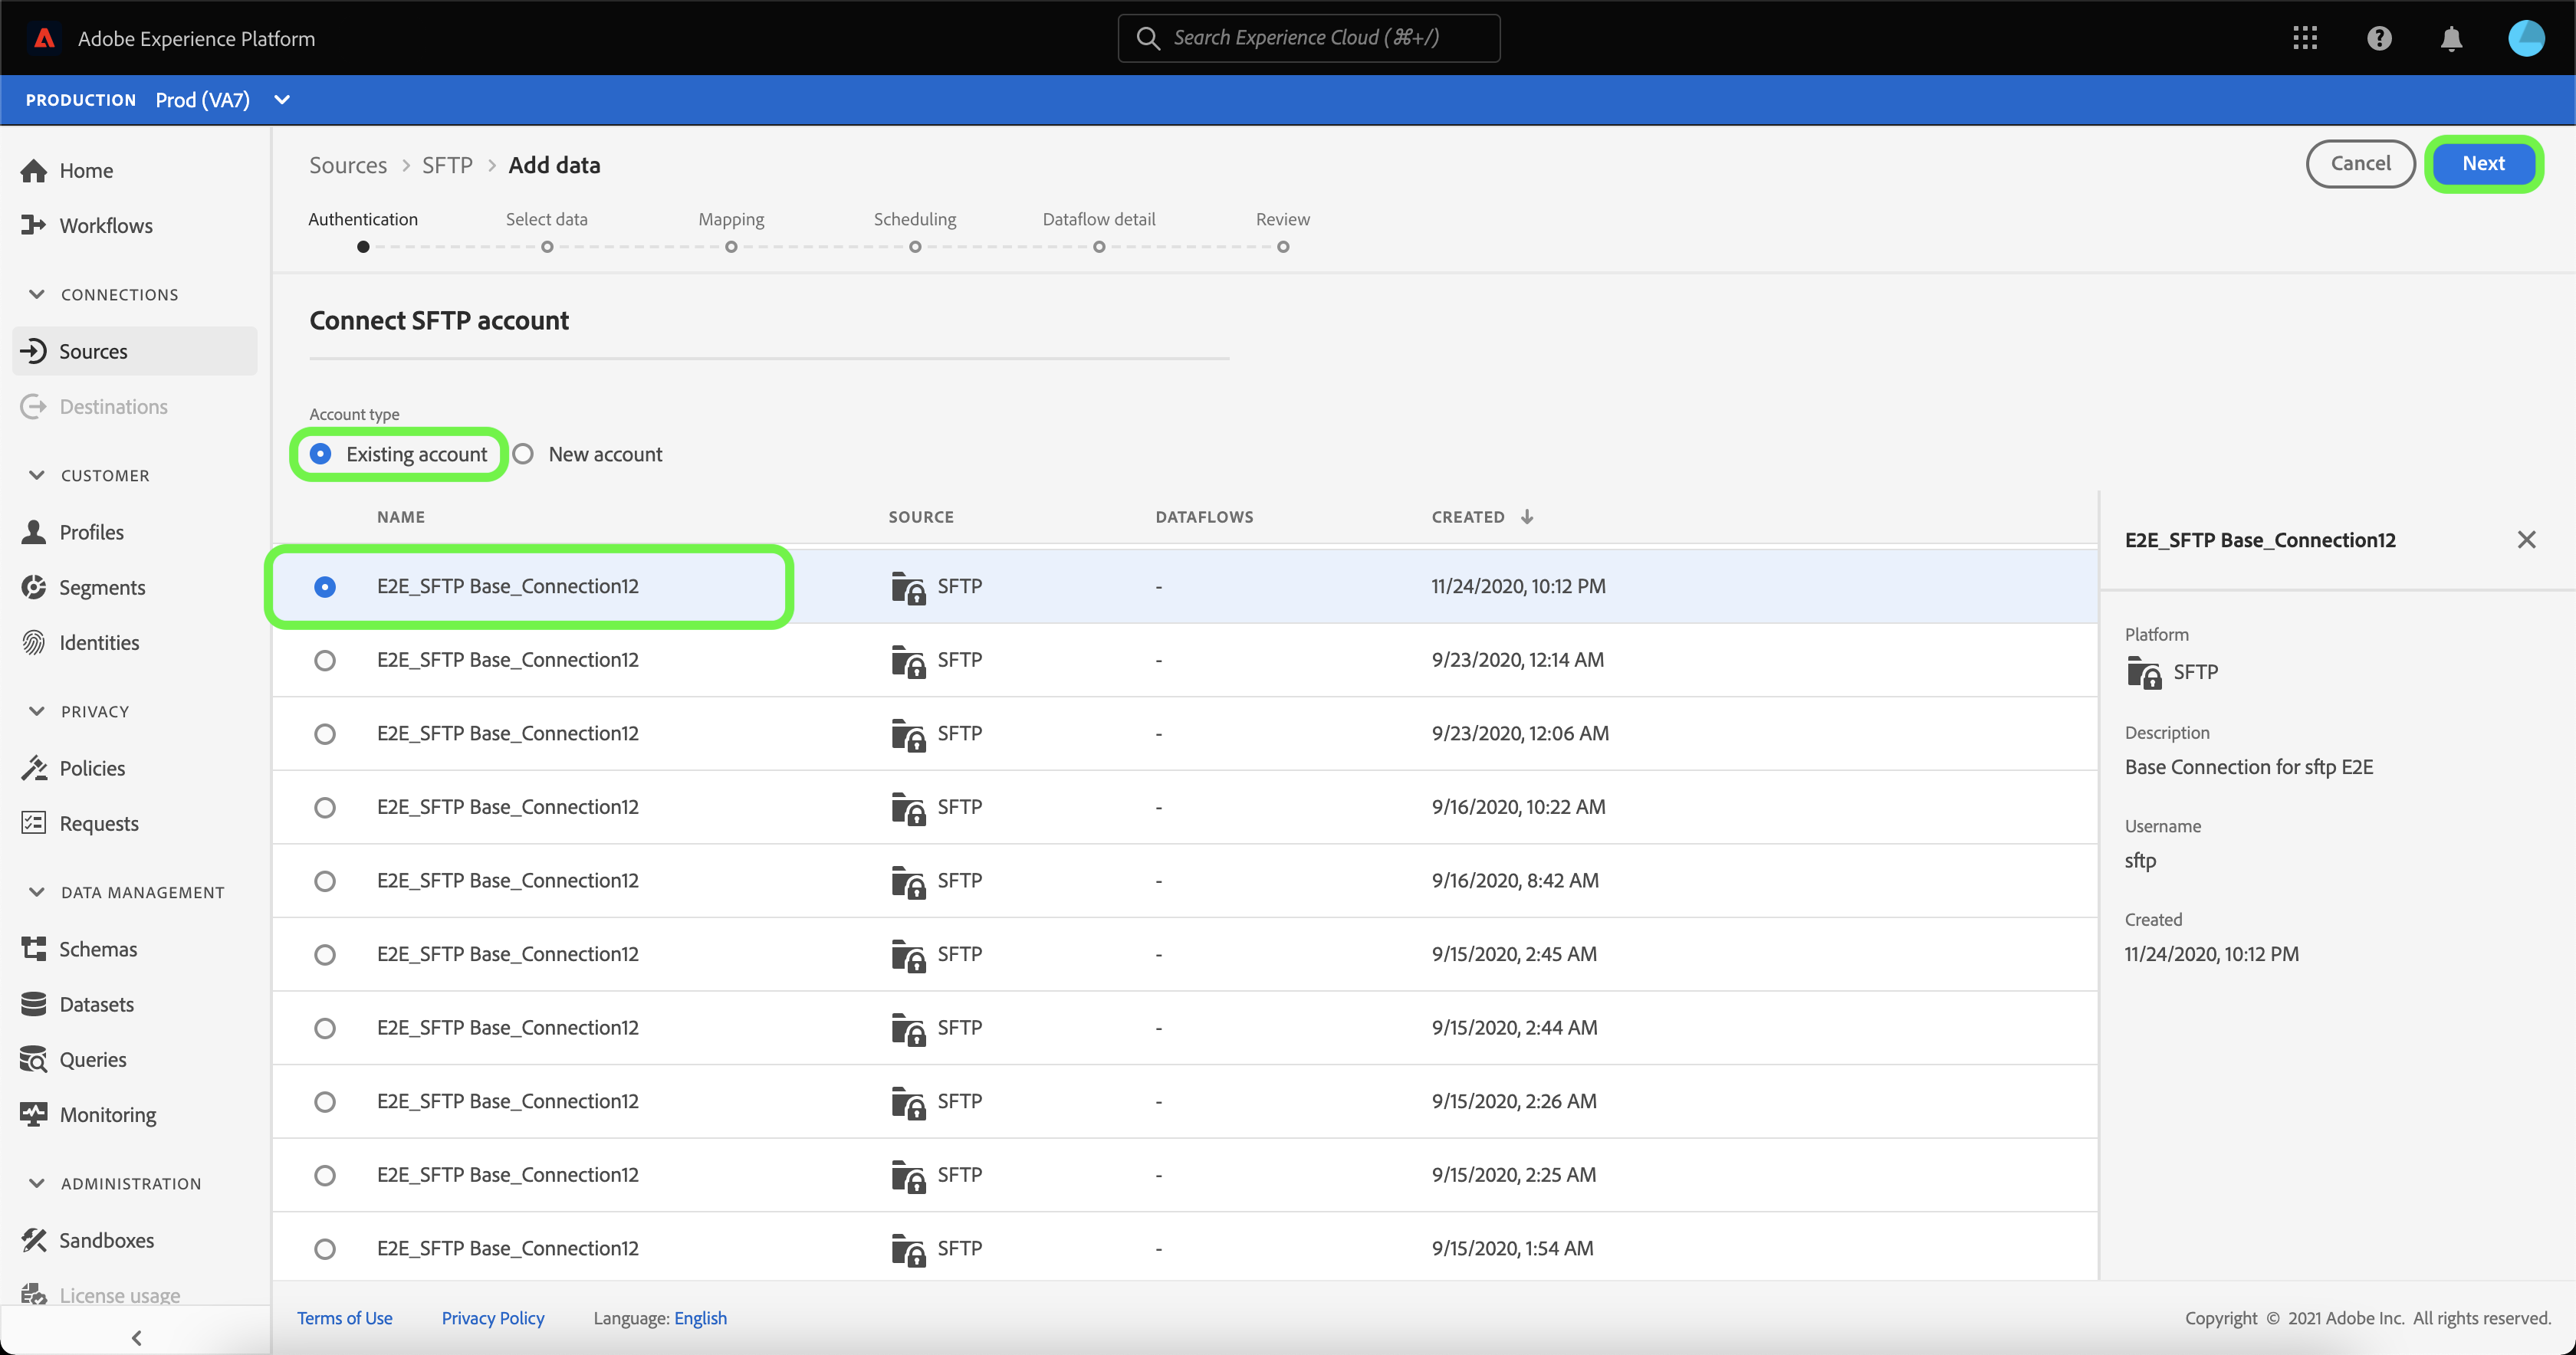 Adobe Experience Platform
Search Experience Cloud (⌘+/)
PRODUCTION Prod (VA7)
Home
Workflows
CONNECTIONS
Sources
Destinations
CUSTOMER
Profiles
Segments
Identities
PRIVACY
Policies
Requests
DATA MANAGEMENT
Schemas
Datasets
Queries
Monitoring
ADMINISTRATION
Sandboxes
License usage
Sources > SFTP > Add data
Cancel
Next
Authentication Select data Mapping Scheduling Dataflow detail Review
Connect SFTP account
Account type
Existing account New account
NAME SOURCE DATAFLOWS CREATED
E2E_SFTP Base_Connection12 SFTP - 11/24/2020, 10:12 PM
E2E_SFTP Base_Connection12 SFTP - 9/23/2020, 12:14 AM
E2E_SFTP Base_Connection12 SFTP - 9/23/2020, 12:06 AM
E2E_SFTP Base_Connection12 SFTP - 9/16/2020, 10:22 AM
E2E_SFTP Base_Connection12 SFTP - 9/16/2020, 8:42 AM
E2E_SFTP Base_Connection12 SFTP - 9/15/2020, 2:45 AM
E2E_SFTP Base_Connection12 SFTP - 9/15/2020, 2:44 AM
E2E_SFTP Base_Connection12 SFTP - 9/15/2020, 2:26 AM
E2E_SFTP Base_Connection12 SFTP - 9/15/2020, 2:25 AM
E2E_SFTP Base_Connection12 SFTP - 9/15/2020, 1:54 AM
E2E_SFTP Base_Connection12
Platform
SFTP
Description
Base Connection for sftp E2E
Username
sftp
Created
11/24/2020, 10:12 PM
Terms of Use Privacy Policy Language: English
Copyright © 2021 Adobe Inc. All rights reserved.